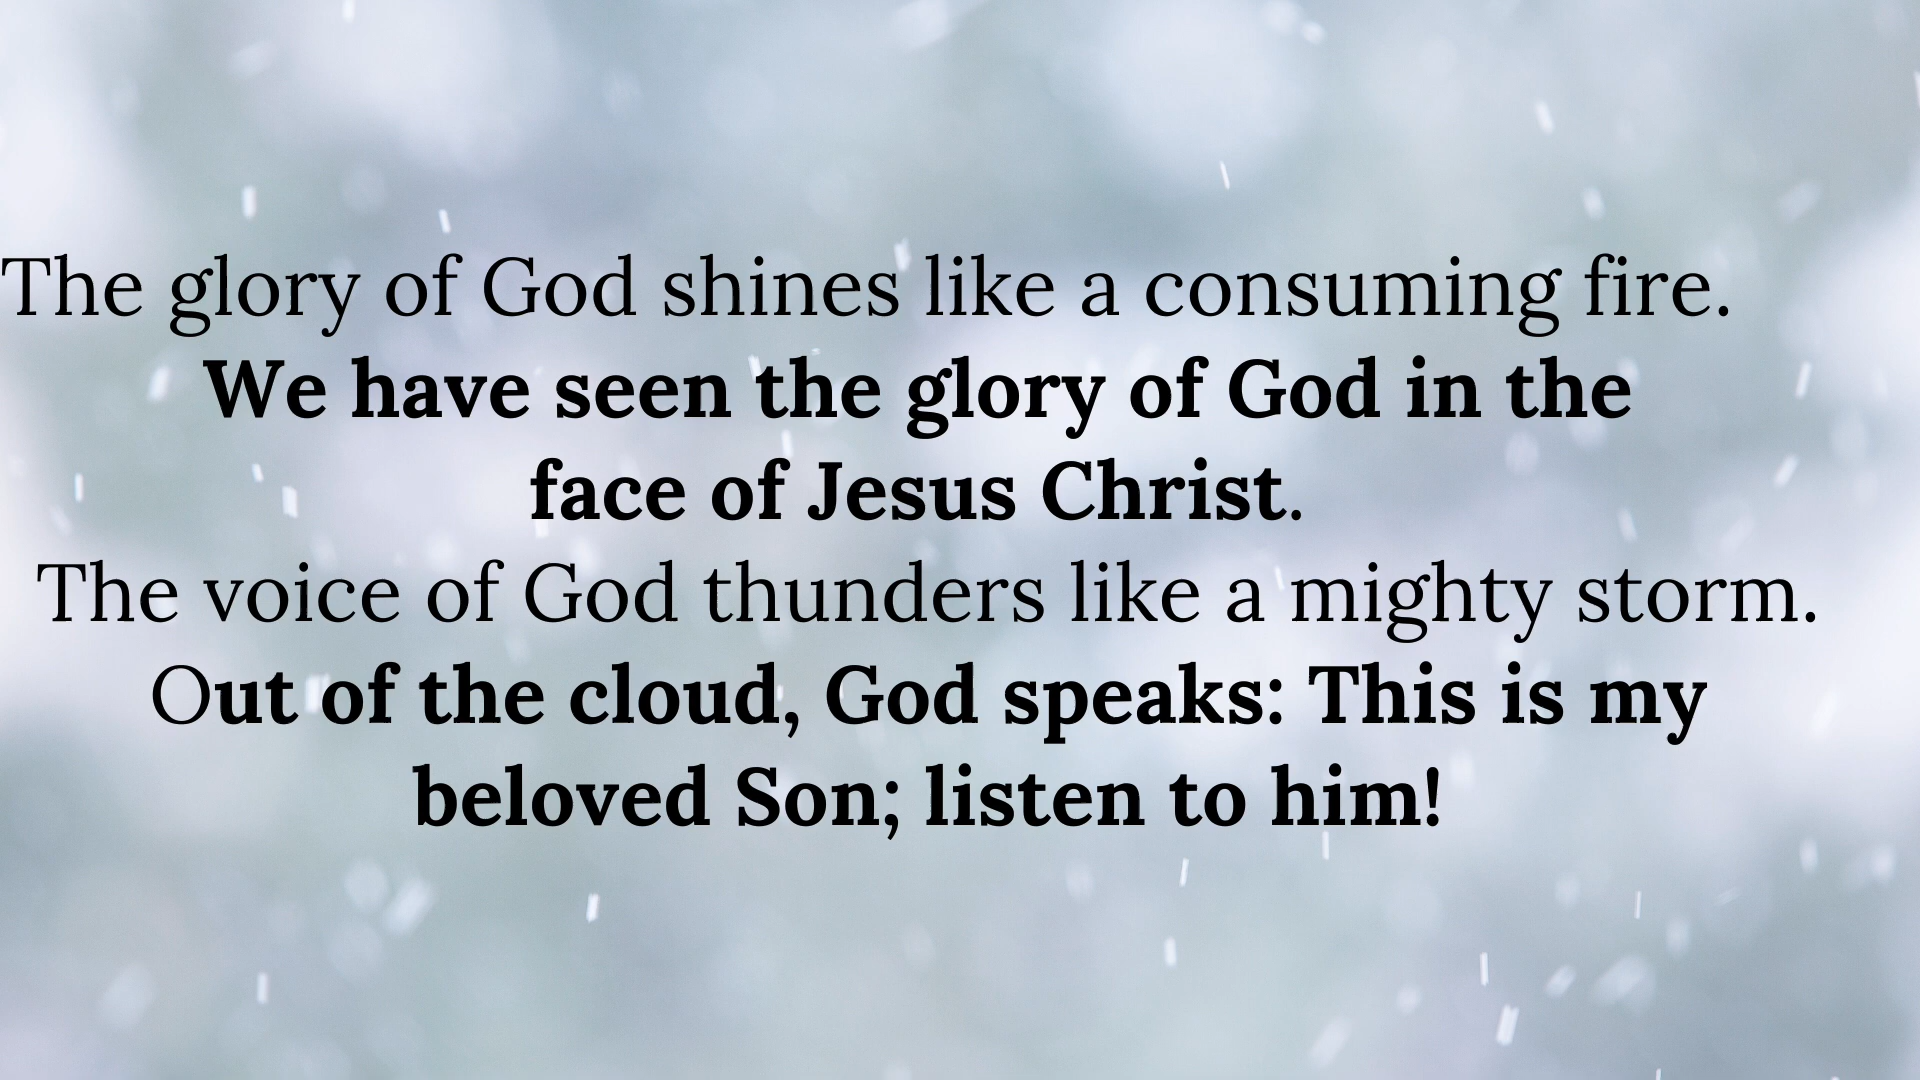 The glory of God shines like a consuming fire.
We have seen the glory of God in the
face of Jesus Christ.
The voice of God thunders like a mighty storm.
Out of the cloud, God speaks: This is my
beloved Son; listen to him!